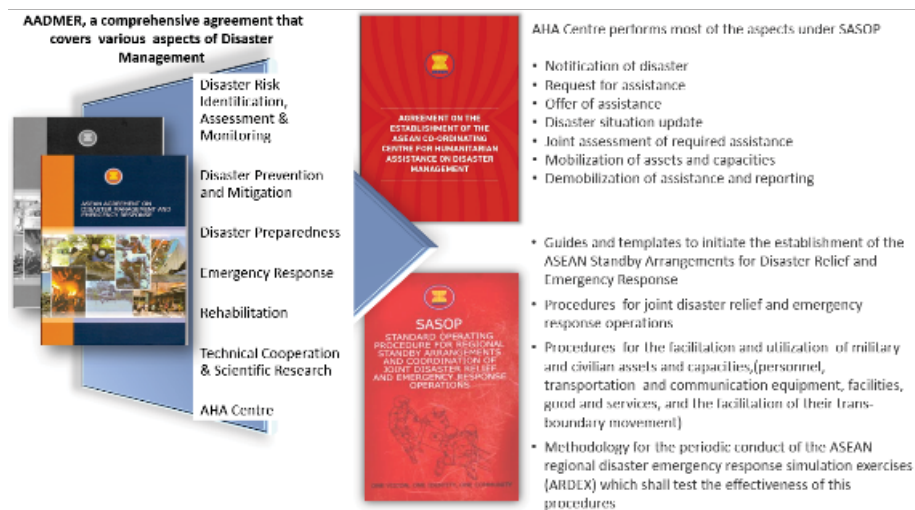 AADMER, a comprehensive agreement that
covers various aspects of Disaster
Management
Disaster Risk
Identification,
Assessment &
Monitoring
Disaster Prevention
and Mitigation
Disaster Preparedness
Emergency Response
Rehabilitation
Technical Cooperation
& Scientific Research
AHA Centre
ASEAN AGREEMENT ON
DISASTER MANAGEMENT AND
EMERGENCY RESPONSE
AGREEMENT ON THE
ESTABLISHMENT OF THE
ASEAN CO-ORDINATING
CENTRE FOR HUMANITARIAN
ASSISTANCE ON DISASTER
MANAGEMENT
SASOP
STANDARD OPERATING
PROCEDURE FOR REGIONAL
STANDBY ARRANGEMENTS
AND COORDINATION OF
JOINT DISASTER RELIEF
AND EMERGENCY RESPONSE
OPERATIONS
ONE VISION, ONE IDENTITY, ONE COMMUNITY
AHA Centre performs most of the aspects under SASOP
• Notification of disaster
• Request for assistance
• Offer of assistance
• Disaster situation update
• Joint assessment of required assistance
• Mobilization of assets and capacities
• Demobilization of assistance and reporting
• Guides and templates to initiate the establishment of the
ASEAN Standby Arrangements for Disaster Relief and
Emergency Response
• Procedures for joint disaster relief and emergency
response operations
• Procedures for the facilitation and utilization of military
and civilian assets and capacities,(personnel,
transportation and communication equipment, facilities,
good and services, and the facilitation of their trans-
boundary movement)
• Methodology for the periodic conduct of the ASEAN
regional disaster emergency response simulation exercises
(ARDEX) which shall test the effectiveness of this
procedures